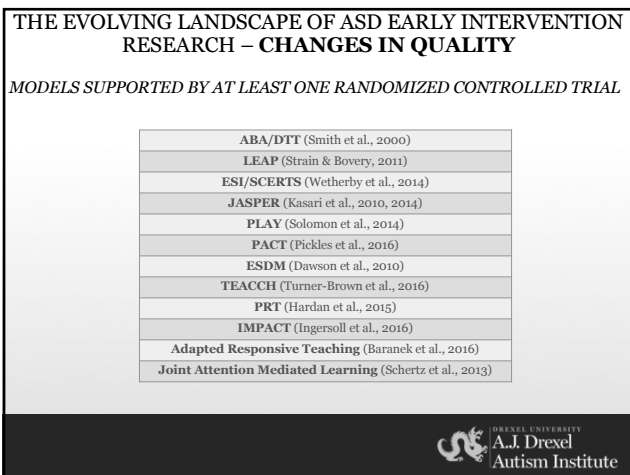 THE EVOLVING LANDSCAPE OF ASD EARLY INTERVENTION
RESEARCH – CHANGES IN QUALITY
MODELS SUPPORTED BY AT LEAST ONE RANDOMIZED CONTROLLED TRIAL
ABA/DTT (Smith et al., 2000)
LEAP (Strain & Bovery, 2011)
ESI/SCERTS (Wetherby et al., 2014)
JASPER (Kasari et al., 2010, 2014)
PLAY (Solomon et al., 2014)
PACT (Pickles et al., 2016)
ESDM (Dawson et al., 2010)
TEACCH (Turner-Brown et al., 2016)
PRT (Hardan et al., 2015)
IMPACT (Ingersoll et al., 2016)
Adapted Responsive Teaching (Baranek et al., 2016)
Joint Attention Mediated Learning (Schertz et al., 2013)
DREXEL UNIVERSITY
A.J. Drexel
Autism Institute